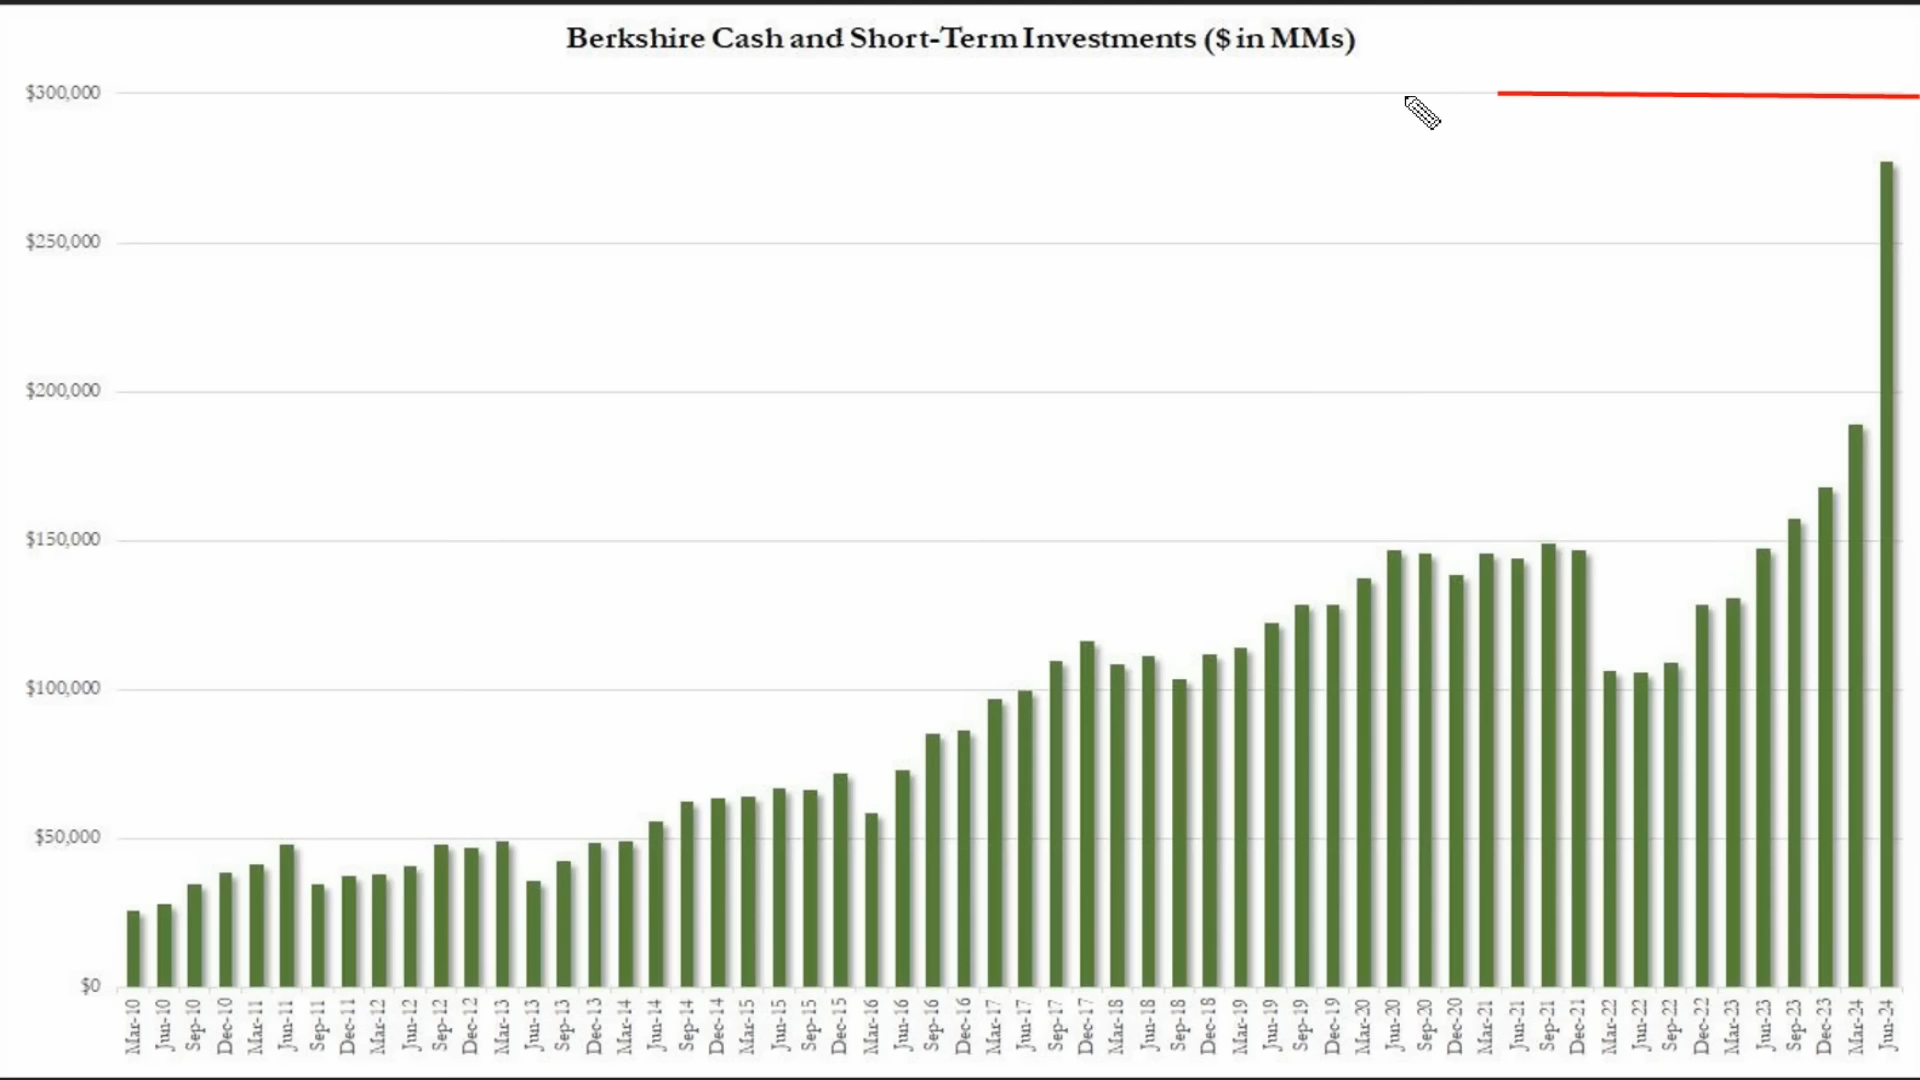 Berkshire Cash and Short-Term Investments ($ in MMs)
$300,000
$250,000
$200,000
$150,000
$100,000
$50,000
$0
Mar-10
Jun-10
Sep-10
Dec-10
Mar-11
Jun-11
Sep-11
Dec-11
Mar-12
Jun-12
Sep-12
Dec-12
Mar-13
Jun-13
Sep-13
Dec-13
Mar-14
Jun-14
Sep-14
Dec-14
Mar-15
Jun-15
Sep-15
Dec-15
Mar-16
Jun-16
Sep-16
Dec-16
Mar-17
Jun-17
Sep-17
Dec-17
Mar-18
Jun-18
Sep-18
Dec-18
Mar-19
Jun-19
Sep-19
Dec-19
Mar-20
Jun-20
Sep-20
Dec-20
Mar-21
Jun-21
Sep-21
Dec-21
Mar-22
Jun-22
Sep-22
Dec-22
Mar-23
Jun-23
Sep-23
Dec-23
Mar-24
Jun-24